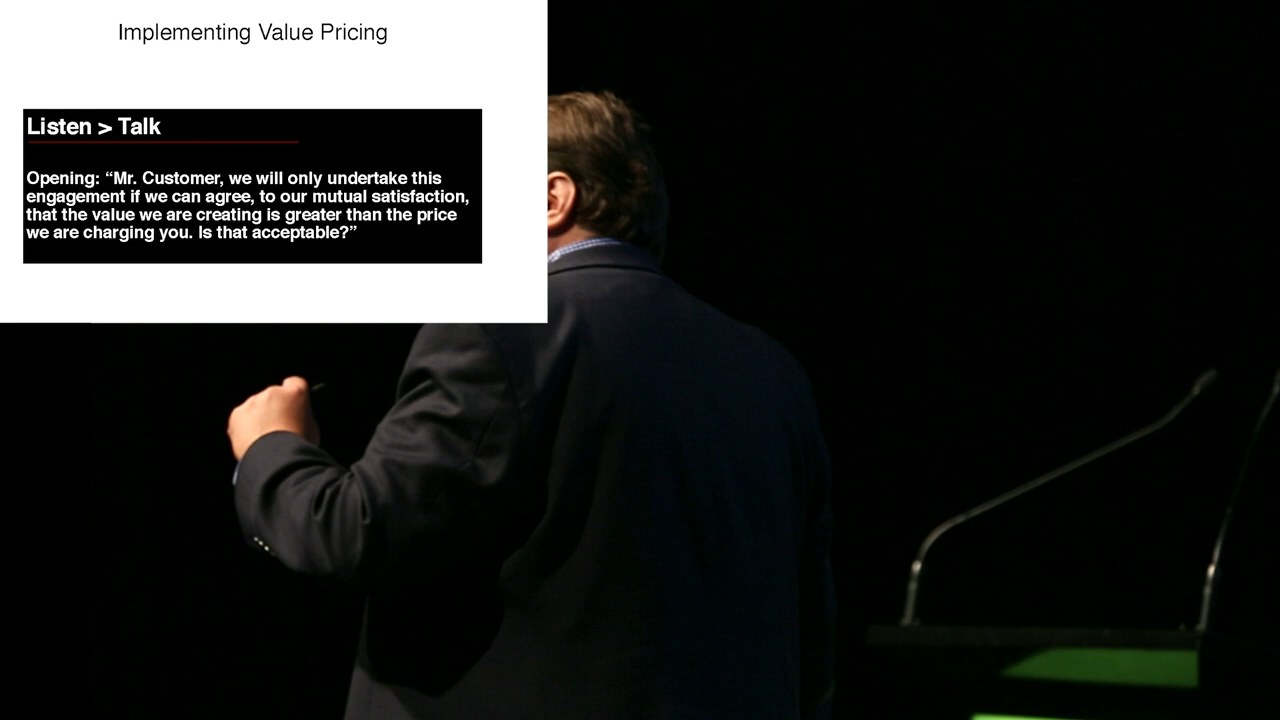 Implementing Value Pricing
Listen > Talk
Opening: “Mr. Customer, we will only undertake this
engagement if we can agree, to our mutual satisfaction,
that the value we are creating is greater than the price
we are charging you. Is that acceptable?”